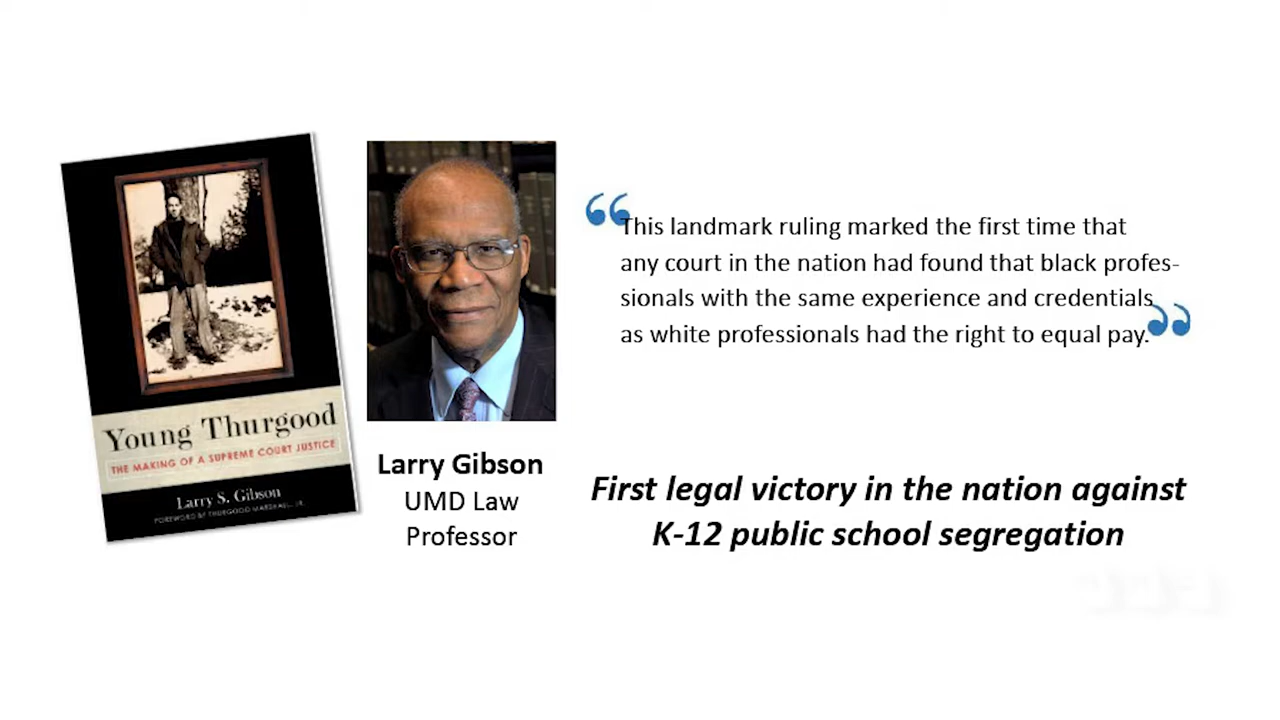 Young Thurgood
THE MAKING OF A SUPREME COURT JUSTICE
Larry S. Gibson
FOREWORD BY THURGOOD MARSHALL, JR.
Larry Gibson
UMD Law
Professor
“This landmark ruling marked the first time that
any court in the nation had found that black profes-
sionals with the same experience and credentials
as white professionals had the right to equal pay.”
First legal victory in the nation against
K-12 public school segregation